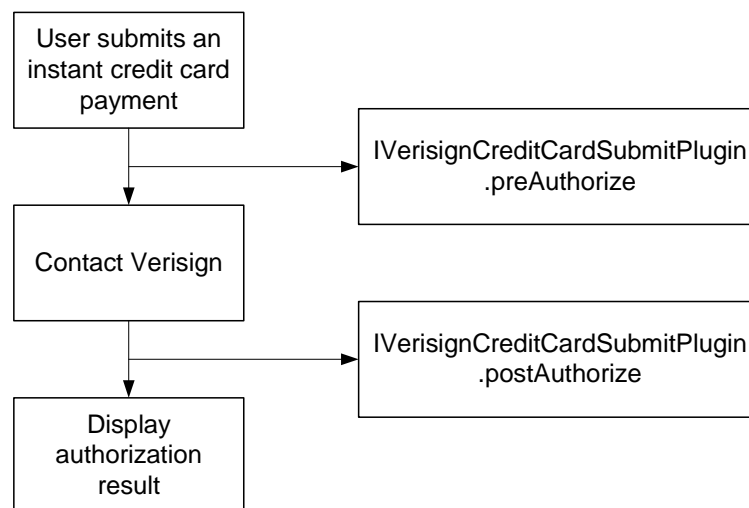 User submits an
instant credit card
payment
IVerisignCreditCardSubmitPlugin
.preAuthorize
Contact Verisign
IVerisignCreditCardSubmitPlugin
.postAuthorize
Display
authorization
result